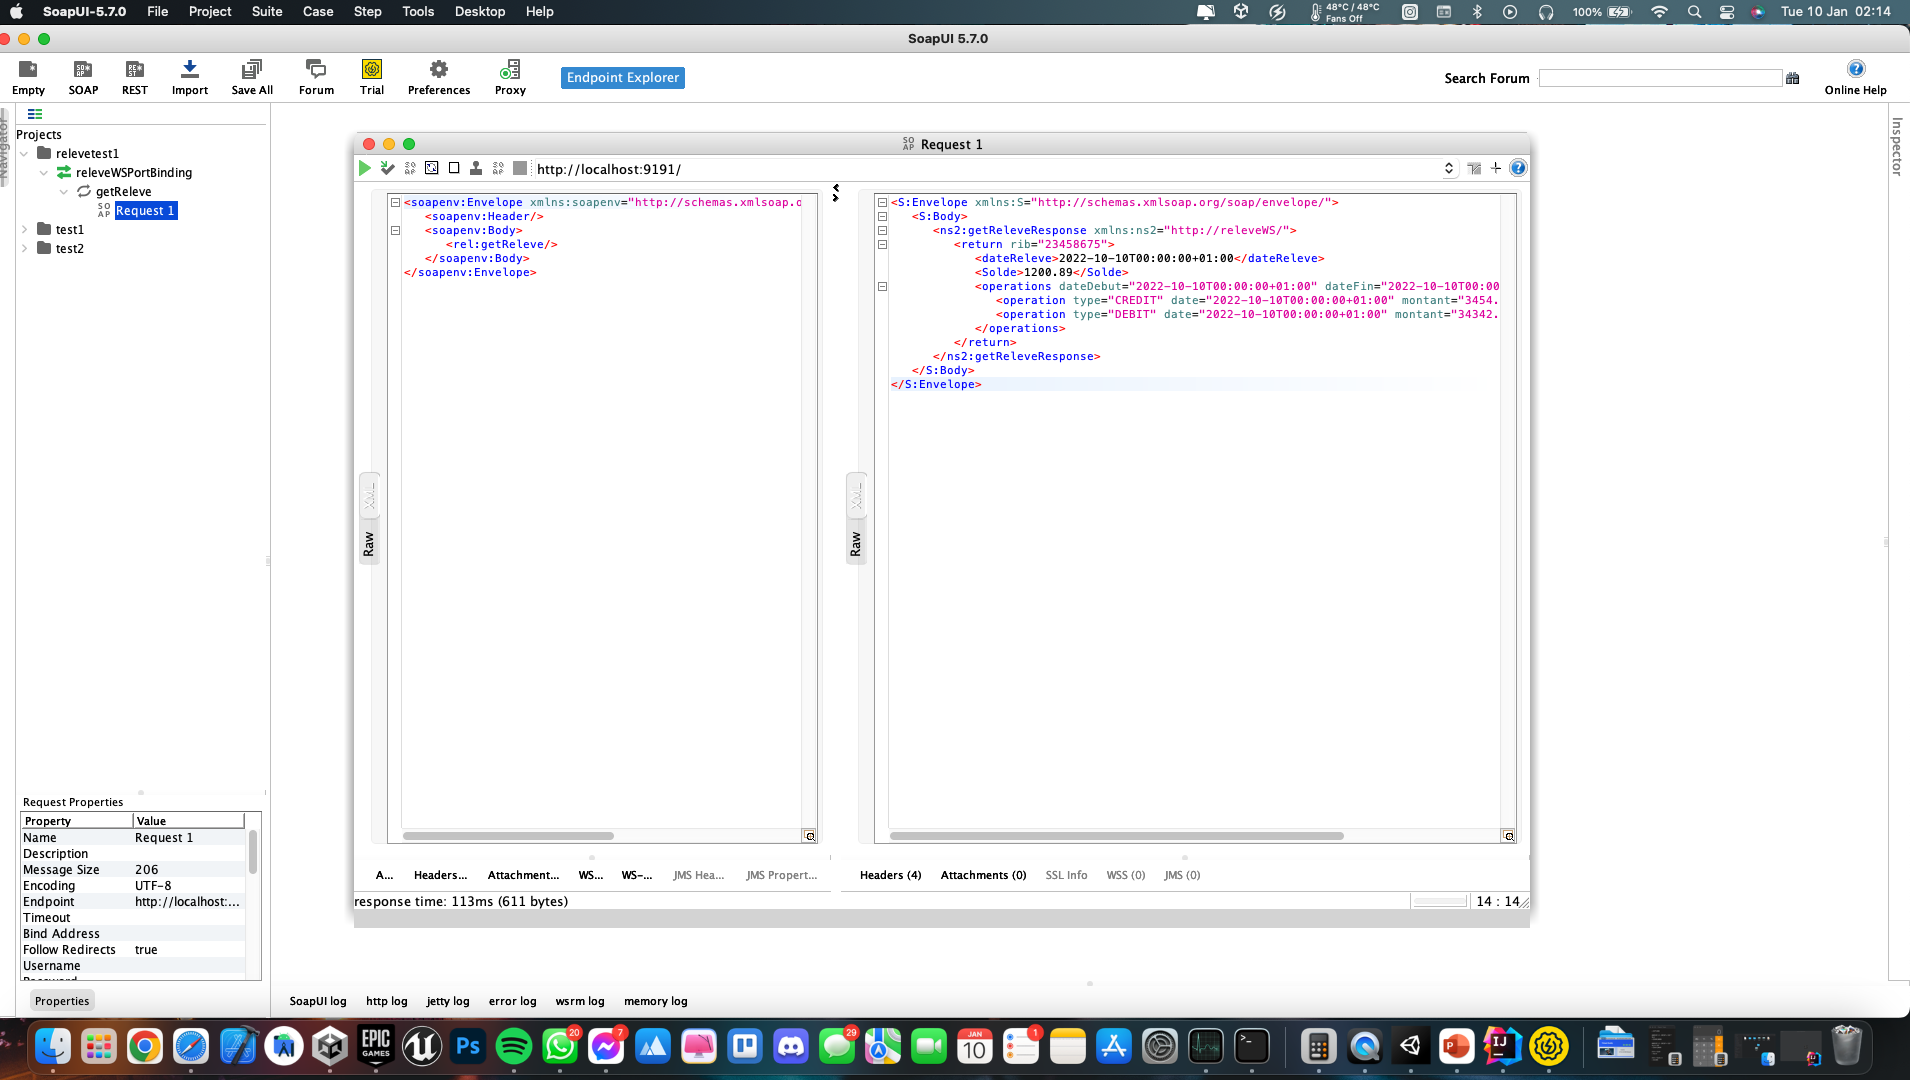 SoapUI-5.7.0 File Project Suite Case Step Tools Desktop Help 48°C / 48°C Fans Off 100% Tue 10 Jan 02:14
SoapUI 5.7.0
Empty SOAP REST Import Save All Forum Trial Preferences Proxy Endpoint Explorer Search Forum Online Help
Navigator
Inspector
Projects
relevetest1
releveWSPortBinding
getReleve
Request 1
test1
test2
Request 1
http://localhost:9191/
<soapenv:Envelope xmlns:soapenv="http://schemas.xmlsoap.o
<soapenv:Header/>
<soapenv:Body>
<rel:getReleve/>
</soapenv:Body>
</soapenv:Envelope>
XML
Raw
<S:Envelope xmlns:S="http://schemas.xmlsoap.org/soap/envelope/">
<S:Body>
<ns2:getReleveResponse xmlns:ns2="http://releveWS/">
<return rib="23458675">
<dateReleve>2022-10-10T00:00:00+01:00</dateReleve>
<Solde>1200.89</Solde>
<operations dateDebut="2022-10-10T00:00:00+01:00" dateFin="2022-10-10T00:00
<operation type="CREDIT" date="2022-10-10T00:00:00+01:00" montant="3454.
<operation type="DEBIT" date="2022-10-10T00:00:00+01:00" montant="34342.
</operations>
</return>
</ns2:getReleveResponse>
</S:Body>
</S:Envelope>
XML
Raw
A... Headers... Attachment... WS... WS-... JMS Hea... JMS Propert...
Headers (4) Attachments (0) SSL Info WSS (0) JMS (0)
response time: 113ms (611 bytes)
14 : 14
Request Properties
Property Value
Name Request 1
Description
Message Size 206
Encoding UTF-8
Endpoint http://localhost:...
Timeout
Bind Address
Follow Redirects true
Username
Properties
SoapUI log http log jetty log error log wsrm log memory log
EPIC GAMES
Ps
20
7
29
JAN 10
1
IJ